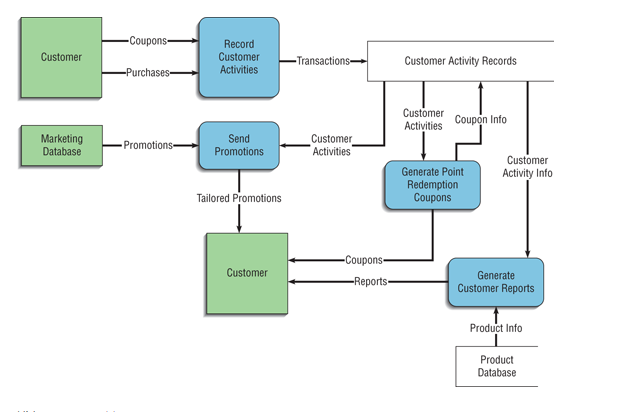 Customer
Coupons
Purchases
Record
Customer
Activities
Transactions
Customer Activity Records
Marketing
Database
Promotions
Send
Promotions
Customer
Activities
Customer
Activities
Coupon Info
Customer
Activity Info
Generate Point
Redemption
Coupons
Tailored Promotions
Customer
Coupons
Reports
Generate
Customer Reports
Product Info
Product
Database